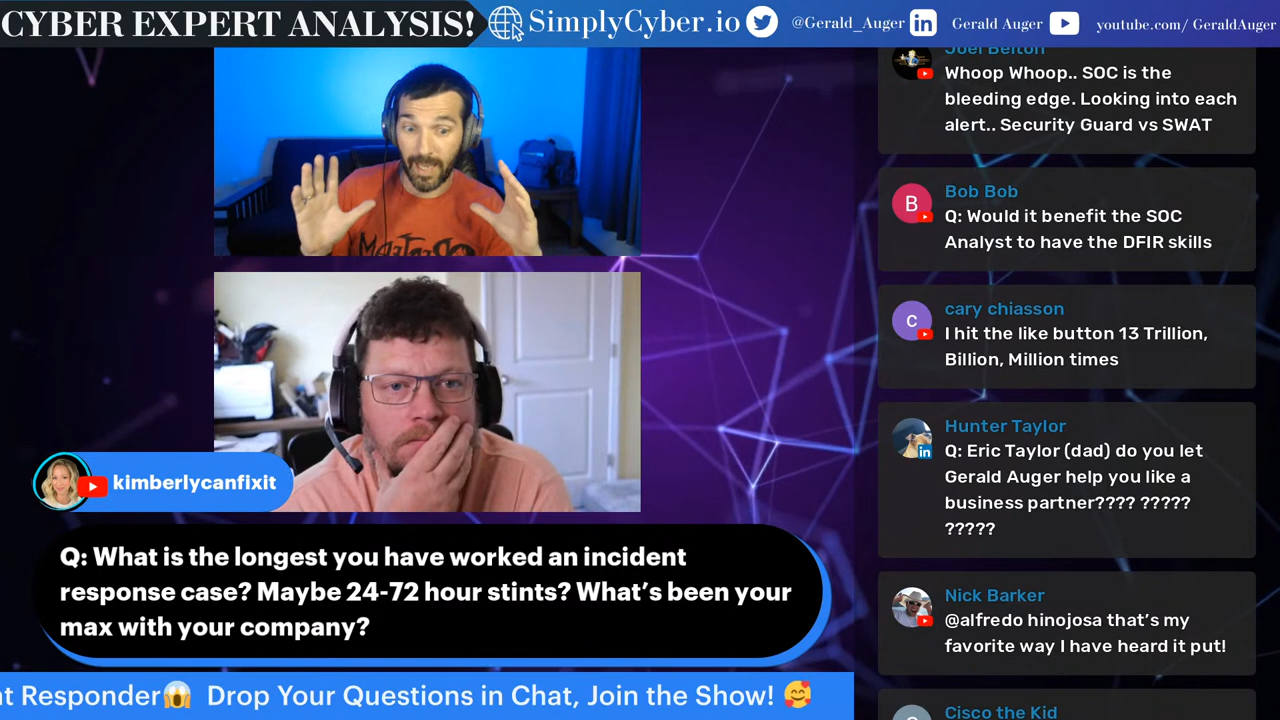 CYBER EXPERT ANALYSIS!
SimplyCyber.io
@Gerald_Auger
Gerald Auger
youtube.com/ GeraldAuger
Joel Belton
Whoop Whoop.. SOC is the
bleeding edge. Looking into each
alert.. Security Guard vs SWAT
B
Bob Bob
Q: Would it benefit the SOC
Analyst to have the DFIR skills
c
cary chiasson
I hit the like button 13 Trillion,
Billion, Million times
Hunter Taylor
Q: Eric Taylor (dad) do you let
Gerald Auger help you like a
business partner???? ?????
?????
Nick Barker
@alfredo hinojosa that’s my
favorite way I have heard it put!
Cisco the Kid
kimberlycanfixit
Q: What is the longest you have worked an incident
response case? Maybe 24-72 hour stints? What’s been your
max with your company?
nt Responder😱 Drop Your Questions in Chat, Join the Show! 🥰